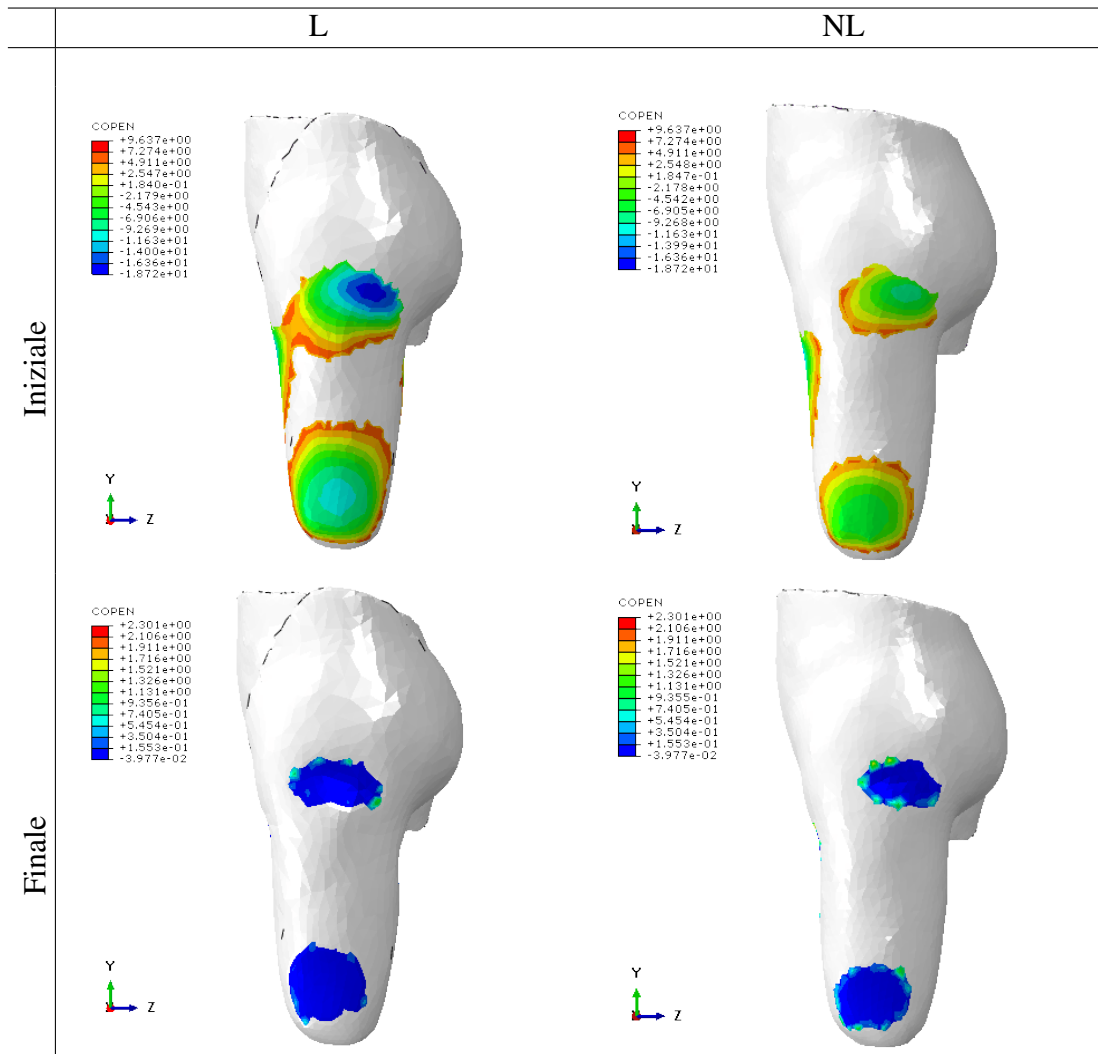 L
NL
Iniziale
COPEN
+9.637e+00
+7.274e+00
+4.911e+00
+2.547e+00
+1.840e-01
-2.179e+00
-4.543e+00
-6.906e+00
-9.269e+00
-1.163e+01
-1.400e+01
-1.636e+01
-1.872e+01
Y
Z
COPEN
+9.637e+00
+7.274e+00
+4.911e+00
+2.548e+00
+1.847e-01
-2.178e+00
-4.542e+00
-6.905e+00
-9.268e+00
-1.163e+01
-1.399e+01
-1.636e+01
-1.872e+01
Y
Z
Finale
COPEN
+2.301e+00
+2.106e+00
+1.911e+00
+1.716e+00
+1.521e+00
+1.326e+00
+1.131e+00
+9.356e-01
+7.405e-01
+5.454e-01
+3.504e-01
+1.553e-01
-3.977e-02
Y
Z
COPEN
+2.301e+00
+2.106e+00
+1.911e+00
+1.716e+00
+1.521e+00
+1.326e+00
+1.131e+00
+9.355e-01
+7.405e-01
+5.454e-01
+3.504e-01
+1.553e-01
-3.977e-02
Y
Z